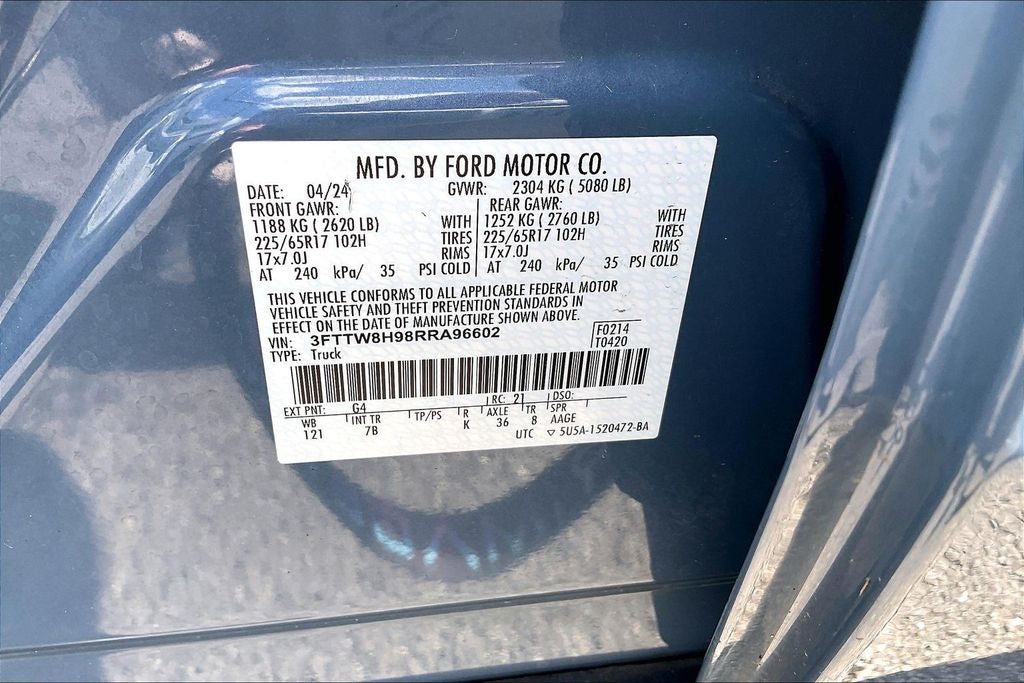 MFD. BY FORD MOTOR CO.
DATE: 04/24 GVWR: 2304 KG ( 5080 LB)
FRONT GAWR: REAR GAWR:
1188 KG ( 2620 LB) WITH 1252 KG ( 2760 LB) WITH
225/65R17 102H TIRES 225/65R17 102H TIRES
17x7.0J RIMS 17x7.0J RIMS
AT 240 kPa/ 35 PSI COLD AT 240 kPa/ 35 PSI COLD
THIS VEHICLE CONFORMS TO ALL APPLICABLE FEDERAL MOTOR
VEHICLE SAFETY AND THEFT PREVENTION STANDARDS IN
EFFECT ON THE DATE OF MANUFACTURE SHOWN ABOVE.
VIN: 3FTTW8H98RRA96602 F0214
TYPE: Truck T0420
EXT PNT: G4 RC: 21 DSO:
WB INT TR TP/PS R AXLE TR SPR
121 7B K 36 8 AAGE
UTC ▽ 5U5A-1520472-BA